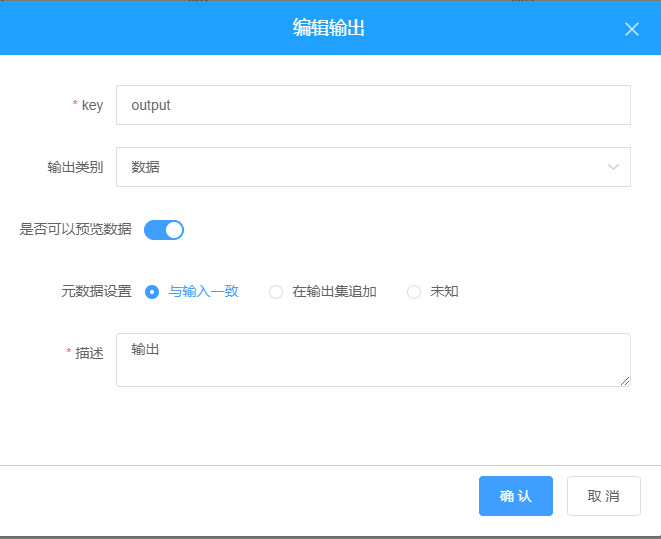 编辑输出
* key output
输出类别 数据
是否可以预览数据
元数据设置 与输入一致 在输出集追加 未知
* 描述 输出
确 认 取 消